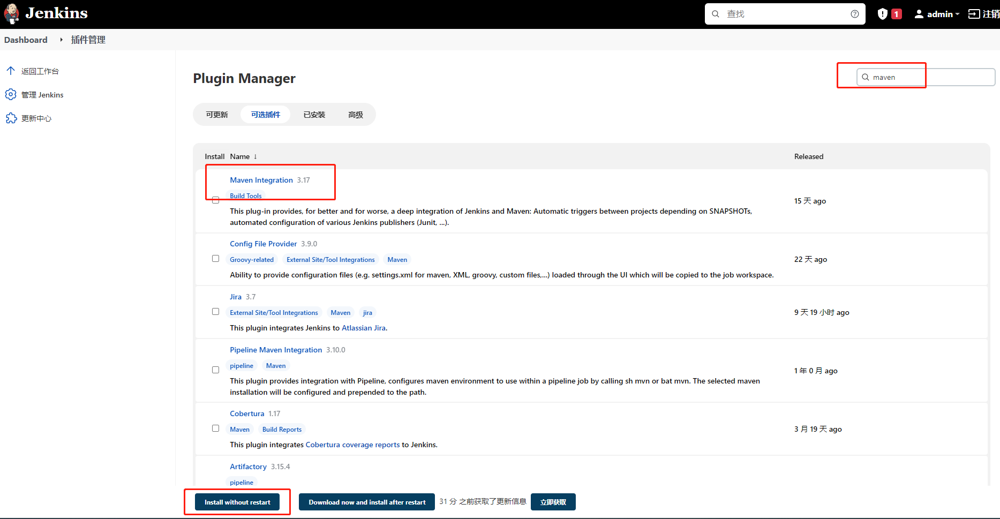 Jenkins
查找
1
admin
注销
Dashboard
插件管理
返回工作台
管理 Jenkins
更新中心
Plugin Manager
maven
可更新 可选插件 已安装 高级
Install Name ↓ Released
Maven Integration 3.17
Build Tools
This plug-in provides, for better and for worse, a deep integration of Jenkins and Maven: Automatic triggers between projects depending on SNAPSHOTs,
automated configuration of various Jenkins publishers (Junit, ...).
15 天 ago
Config File Provider 3.9.0
Groovy-related External Site/Tool Integrations Maven
Ability to provide configuration files (e.g. settings.xml for maven, XML, groovy, custom files,...) loaded through the UI which will be copied to the job workspace.
22 天 ago
Jira 3.7
External Site/Tool Integrations Maven jira
This plugin integrates Jenkins to Atlassian Jira.
9 天 19 小时 ago
Pipeline Maven Integration 3.10.0
pipeline Maven
This plugin provides integration with Pipeline, configures maven environment to use within a pipeline job by calling sh mvn or bat mvn. The selected maven
installation will be configured and prepended to the path.
1 年 0 月 ago
Cobertura 1.17
Maven Build Reports
This plugin integrates Cobertura coverage reports to Jenkins.
3 月 19 天 ago
Artifactory 3.15.4
pipeline
Install without restart Download now and install after restart 31 分 之前获取了更新信息 立即获取